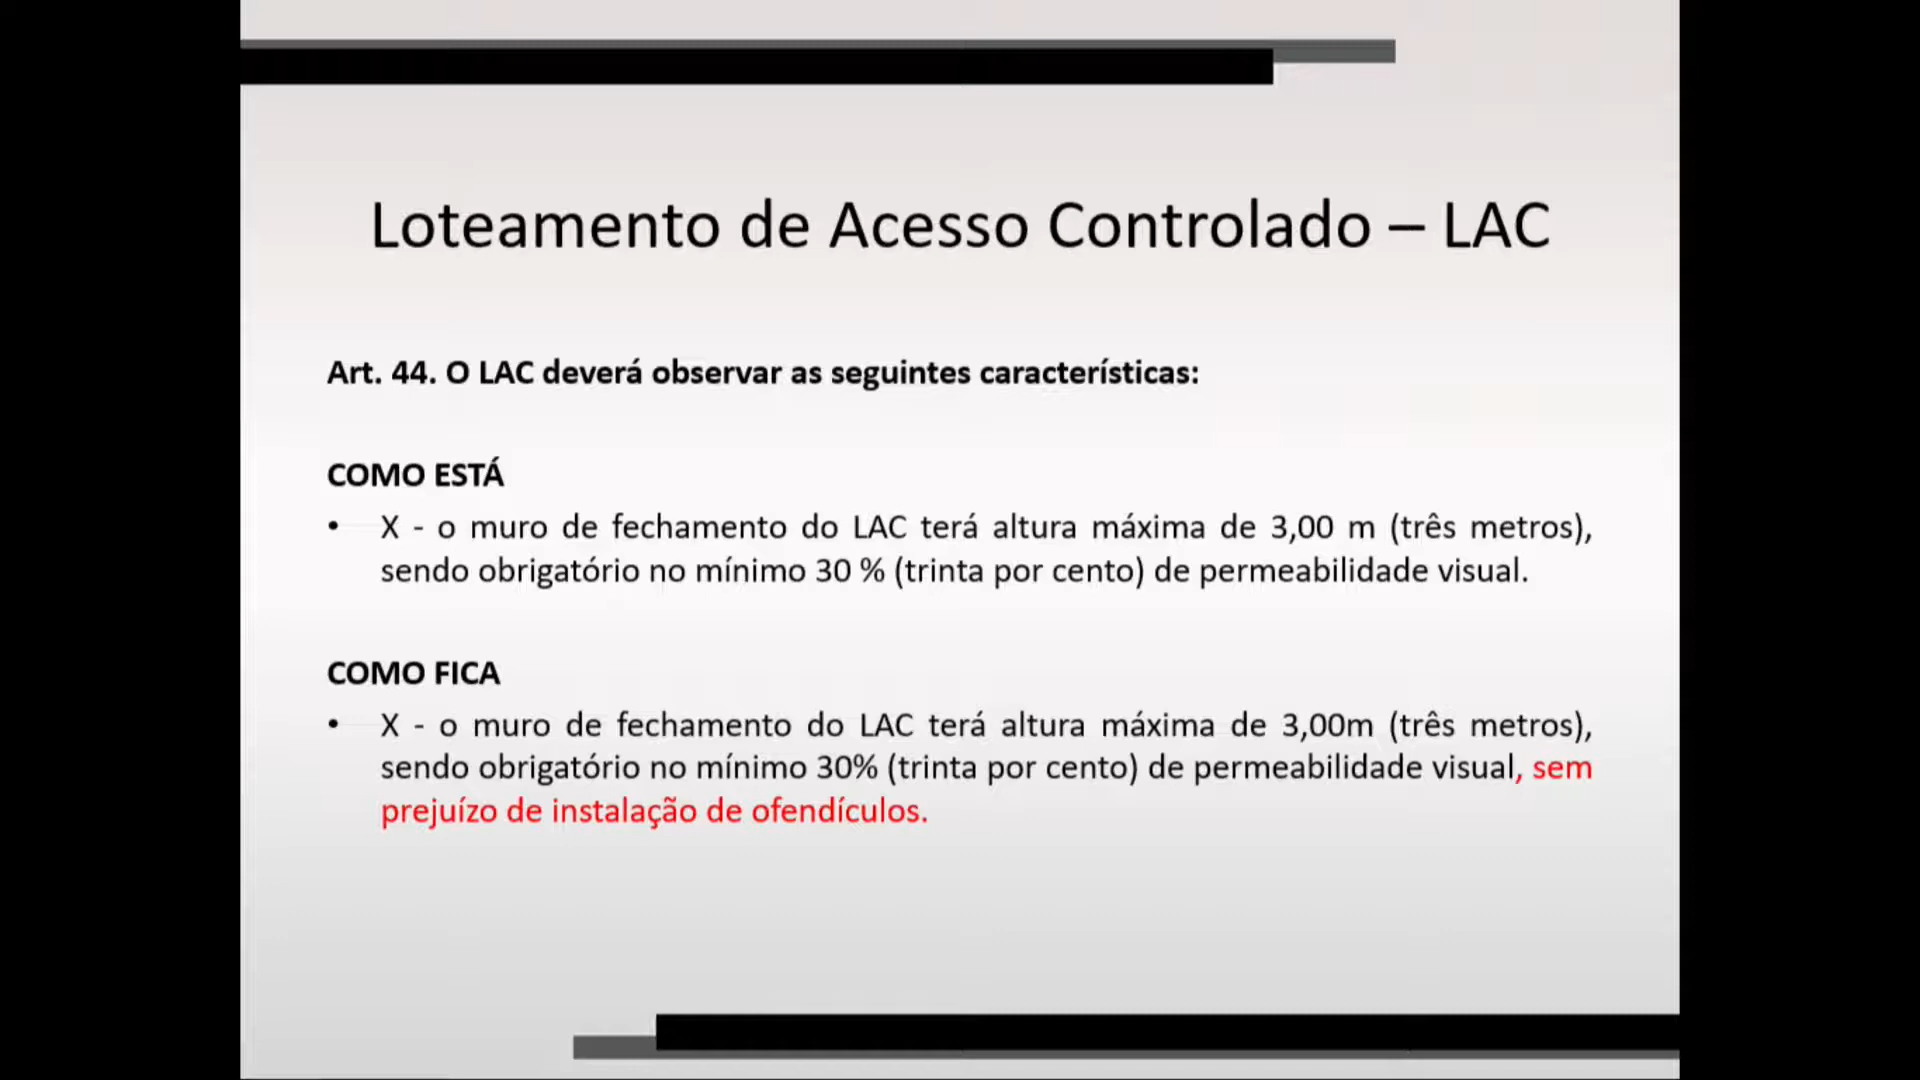 Loteamento de Acesso Controlado – LAC
Art. 44. O LAC deverá observar as seguintes características:
COMO ESTÁ
• X - o muro de fechamento do LAC terá altura máxima de 3,00 m (três metros),
sendo obrigatório no mínimo 30 % (trinta por cento) de permeabilidade visual.
COMO FICA
• X - o muro de fechamento do LAC terá altura máxima de 3,00m (três metros),
sendo obrigatório no mínimo 30% (trinta por cento) de permeabilidade visual, sem
prejuízo de instalação de ofendículos.